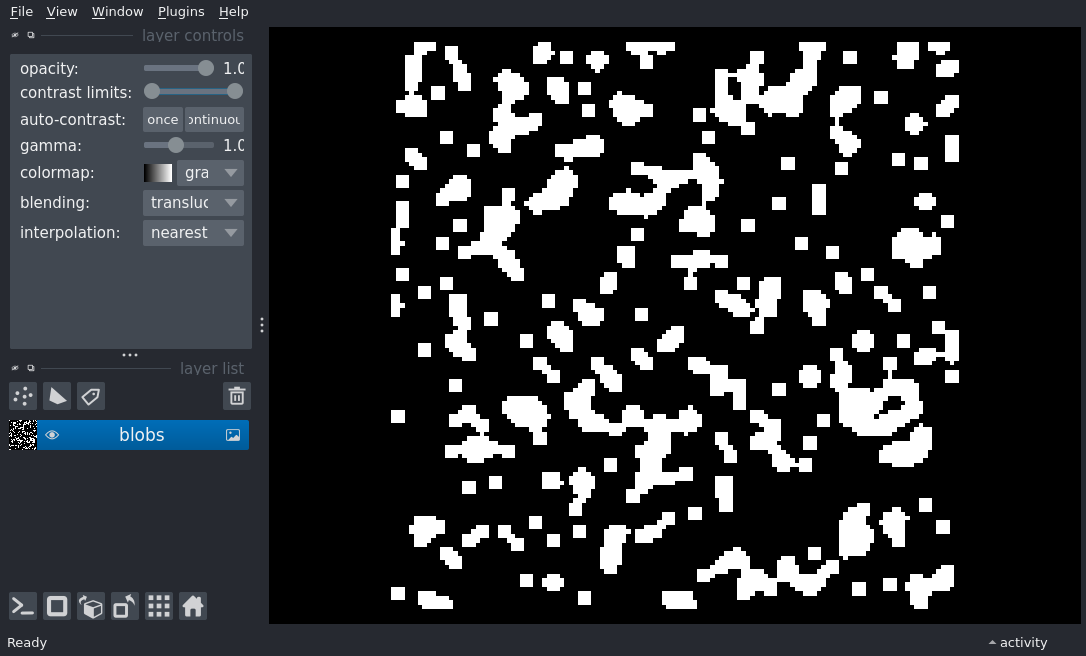 File View Window Plugins Help
layer controls
opacity: 1.0
contrast limits:
auto-contrast: once ontinuou
gamma: 1.0
colormap: gra
blending: transluc
interpolation: nearest
layer list
blobs
Ready
activity